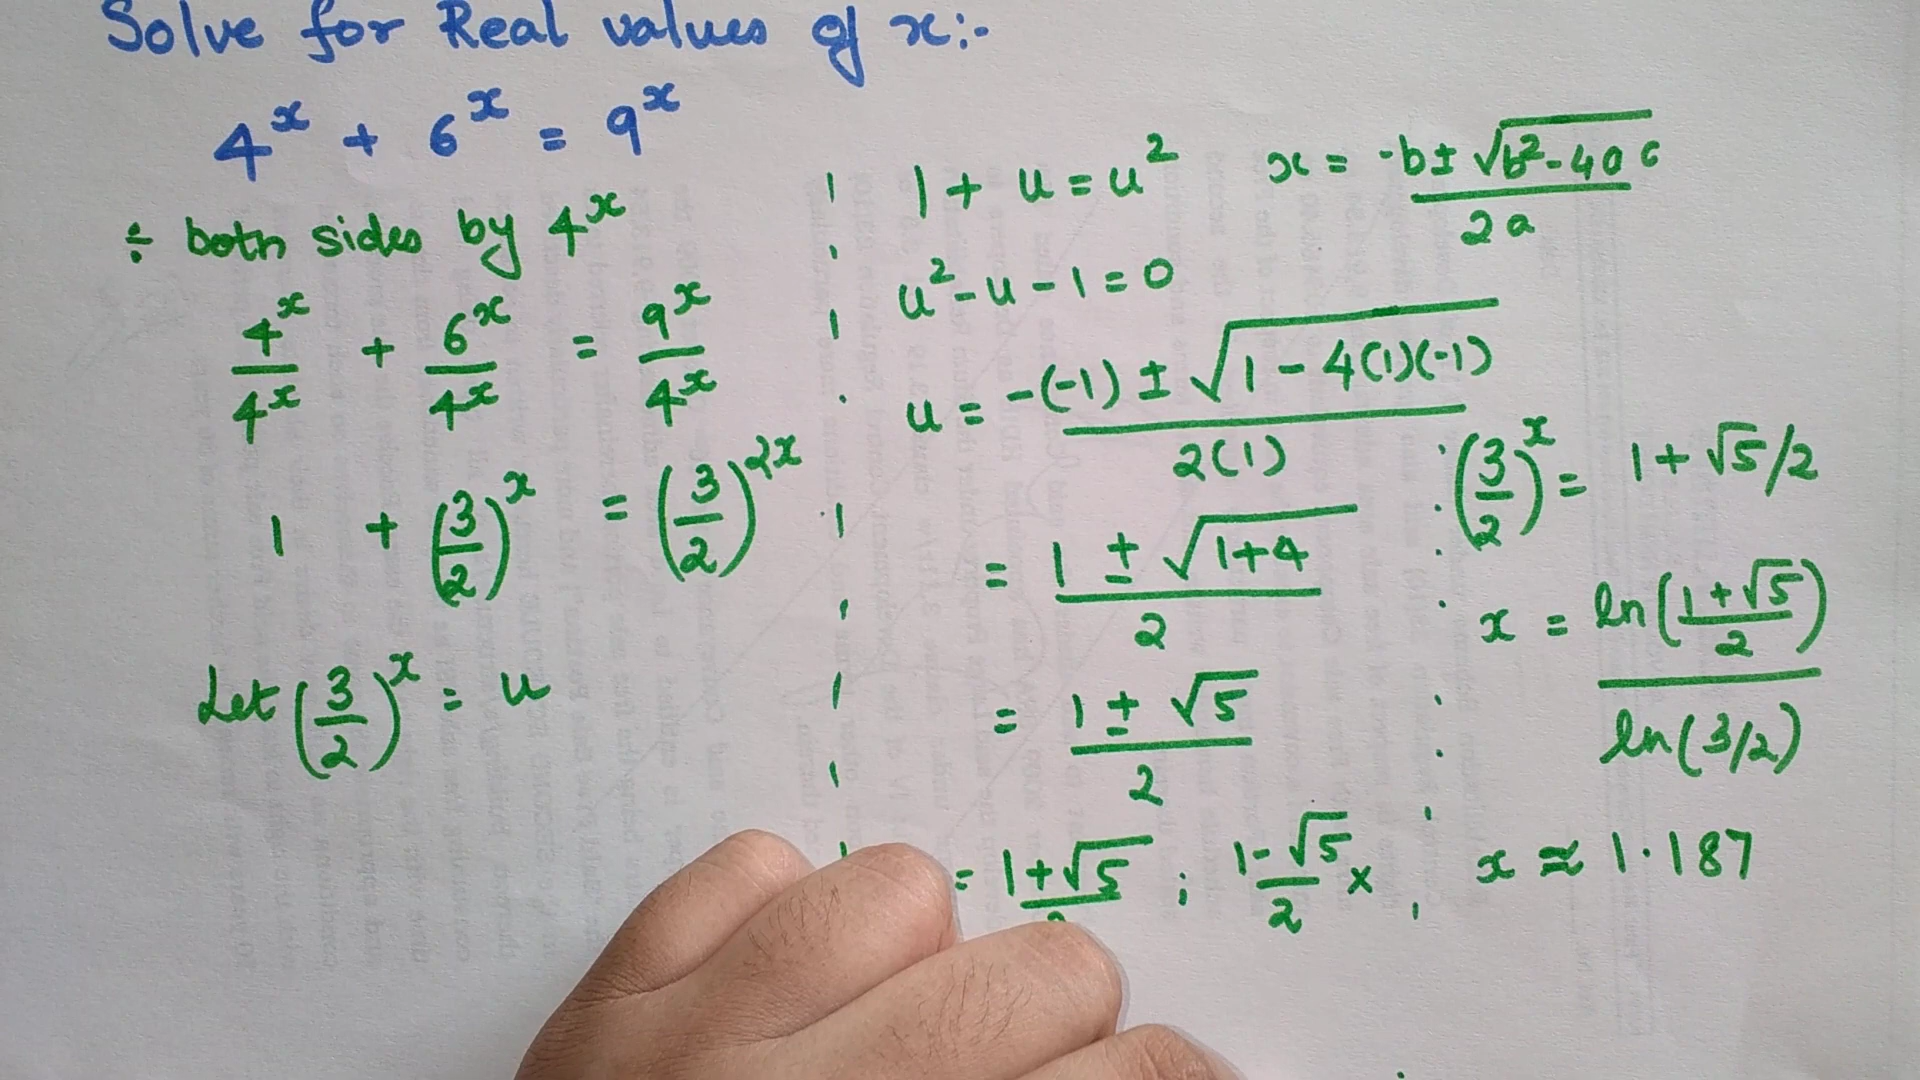 Solve for Real values of x:-
4^x + 6^x = 9^x
÷ both sides by 4^x
4^x/4^x + 6^x/4^x = 9^x/4^x
1 + (3/2)^x = (3/2)^2x
Let (3/2)^x = u
1 + u = u^2
x = -b ± √b^2-4ac / 2a
u^2 - u - 1 = 0
u = -(-1) ± √1 - 4(1)(-1) / 2(1)
= 1 ± √1+4 / 2
= 1 ± √5 / 2
= 1+√5 / 2 ; 1-√5 / 2 ×
(3/2)^x = 1 + √5/2
x = ln(1+√5 / 2) / ln(3/2)
x ≈ 1.187